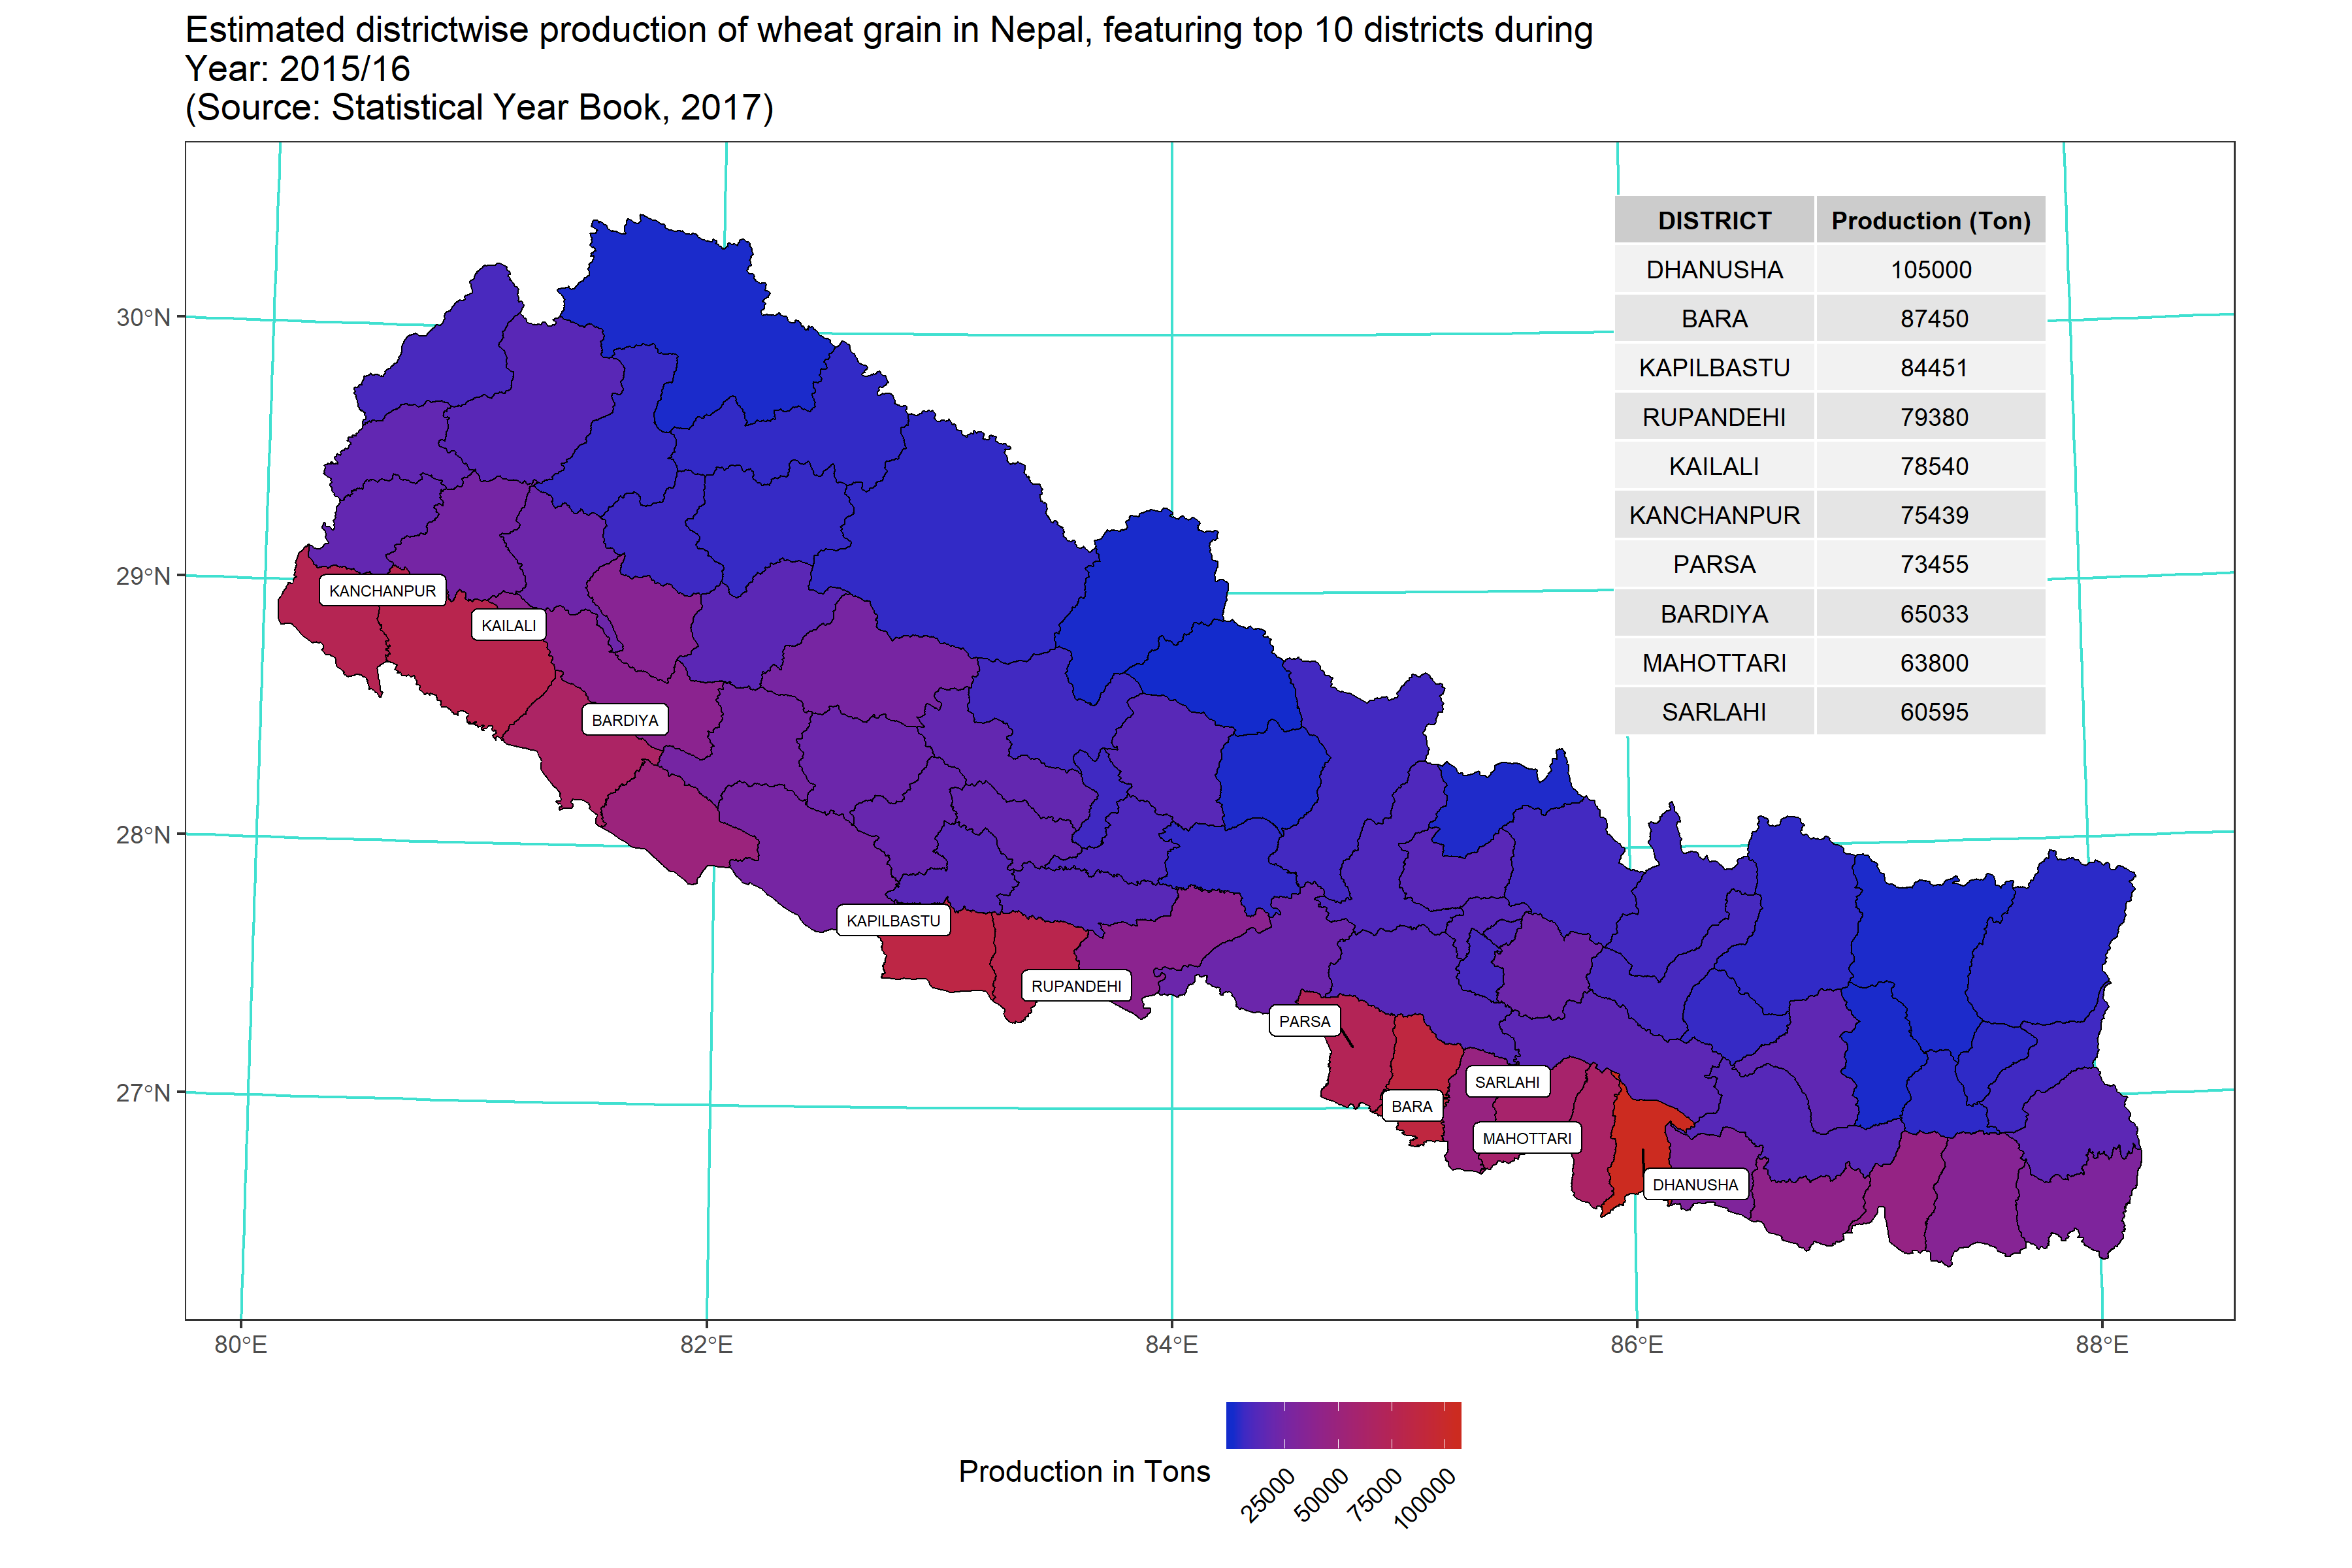 Estimated districtwise production of wheat grain in Nepal, featuring top 10 districts during
Year: 2015/16
(Source: Statistical Year Book, 2017)
DISTRICT Production (Ton)
DHANUSHA 105000
BARA 87450
KAPILBASTU 84451
RUPANDEHI 79380
KAILALI 78540
KANCHANPUR 75439
PARSA 73455
BARDIYA 65033
MAHOTTARI 63800
SARLAHI 60595
30°N
29°N
28°N
27°N
KANCHANPUR
KAILALI
BARDIYA
KAPILBASTU
RUPANDEHI
PARSA
SARLAHI
BARA
MAHOTTARI
DHANUSHA
80°E 82°E 84°E 86°E 88°E
Production in Tons
25000 50000 75000 100000